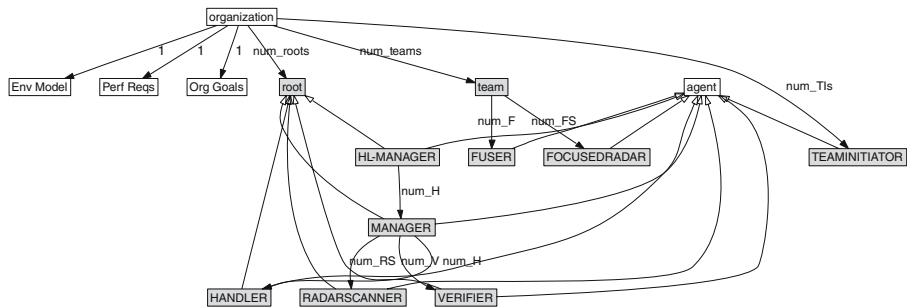 organization
1
1
1
num_roots
num_teams
num_TIs
Env Model
Perf Reqs
Org Goals
root
team
agent
num_F
num_FS
HL-MANAGER
FUSER
FOCUSEDRADAR
TEAMINITIATOR
num_H
MANAGER
num_RS
num_V
num_H
HANDLER
RADARSCANNER
VERIFIER